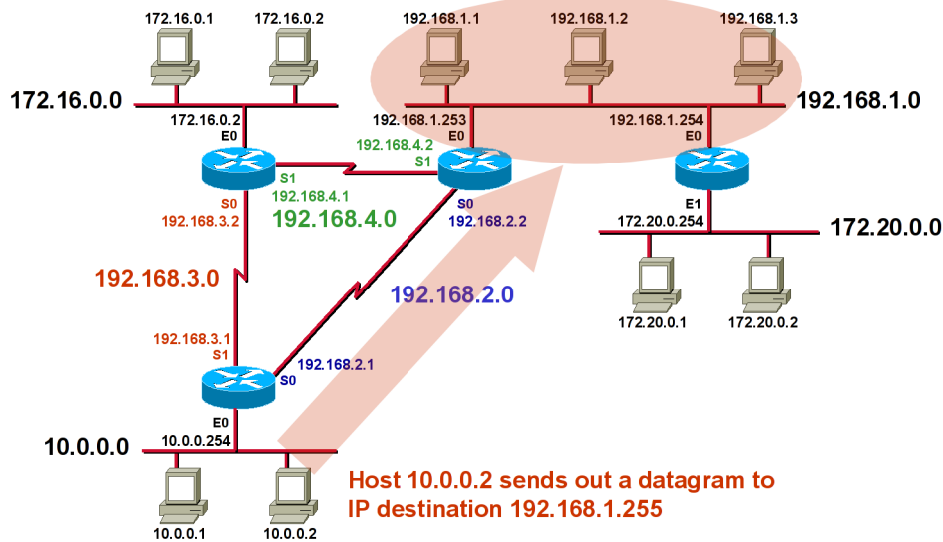 172.16.0.1
172.16.0.2
192.168.1.1
192.168.1.2
192.168.1.3
172.16.0.0
192.168.1.0
172.16.0.2
E0
192.168.1.253
E0
192.168.1.254
E0
192.168.4.2
S1
S1
192.168.4.1
192.168.4.0
S0
192.168.3.2
S0
192.168.2.2
E1
172.20.0.254
172.20.0.0
192.168.3.0
192.168.2.0
172.20.0.1
172.20.0.2
192.168.3.1
S1
192.168.2.1
S0
E0
10.0.0.254
10.0.0.0
10.0.0.1
10.0.0.2
Host 10.0.0.2 sends out a datagram to
IP destination 192.168.1.255